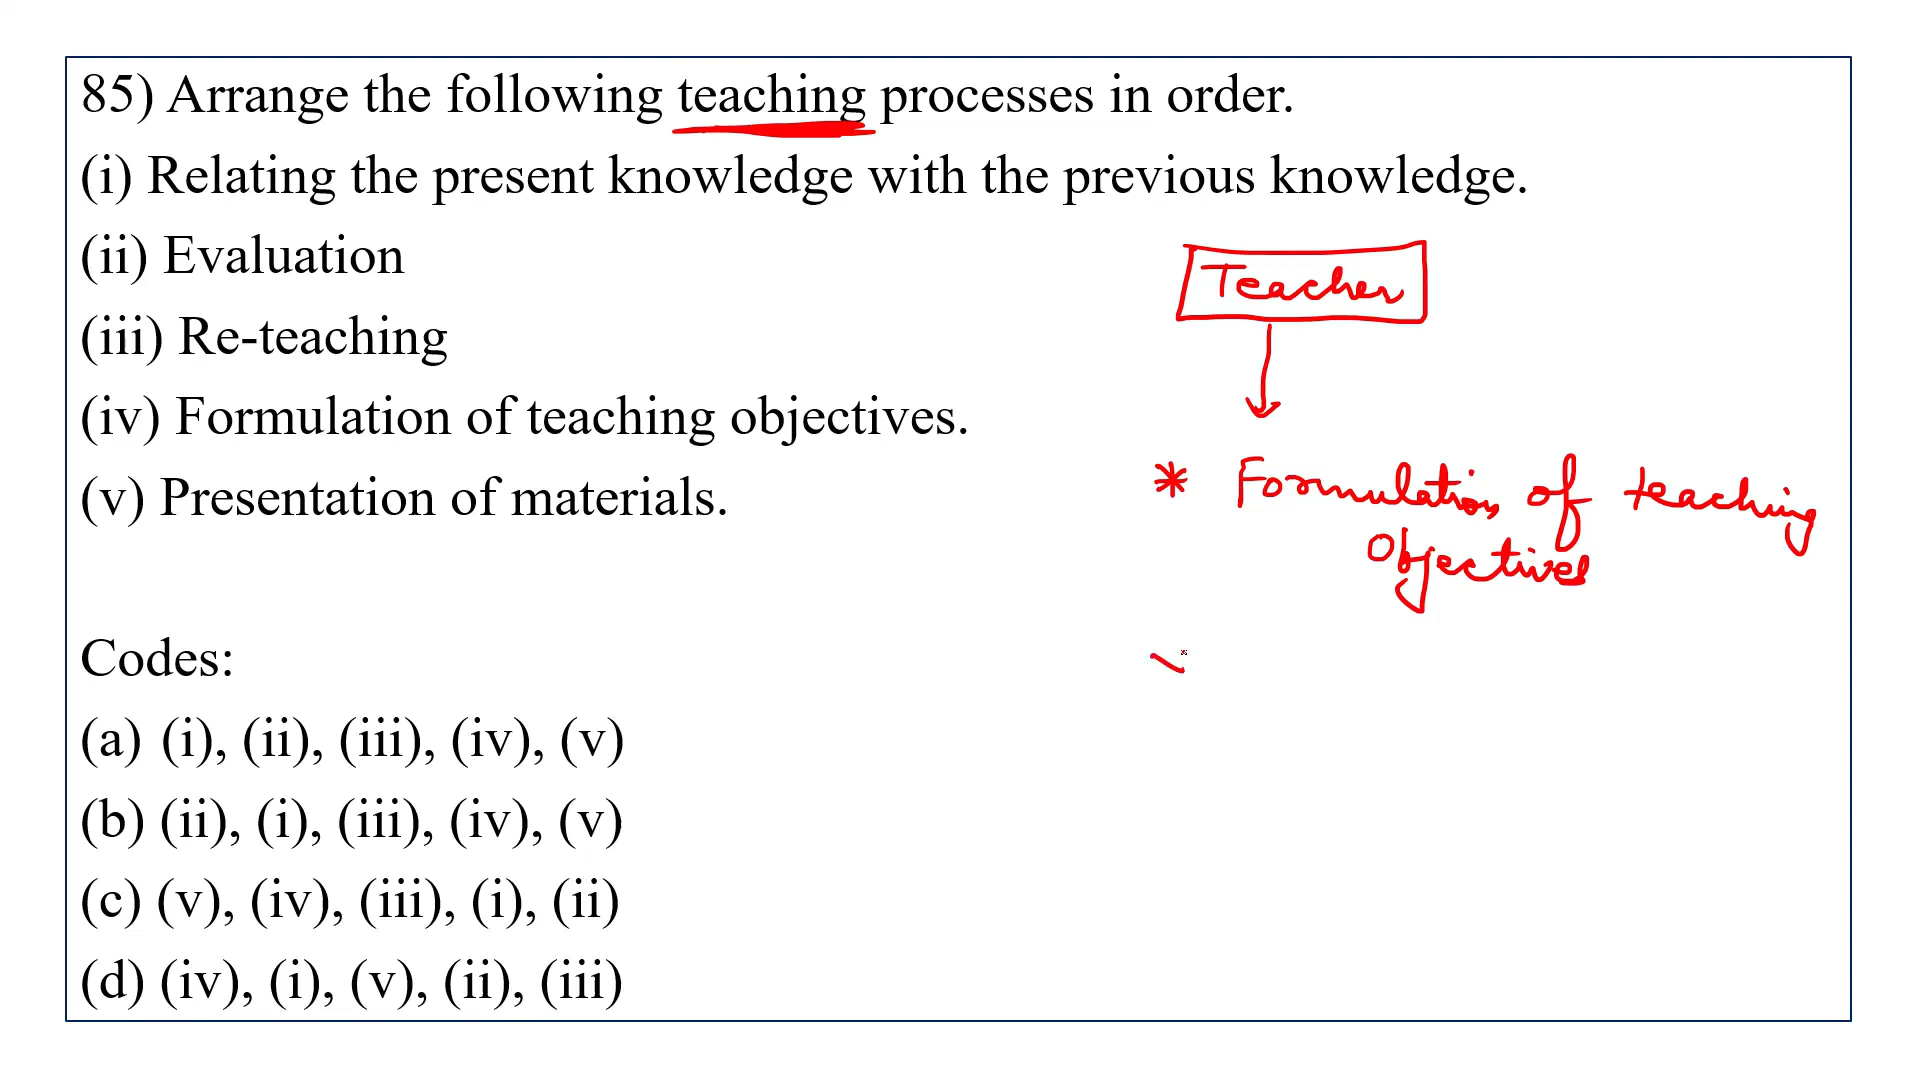 85) Arrange the following teaching processes in order.
(i) Relating the present knowledge with the previous knowledge.
(ii) Evaluation
(iii) Re-teaching
(iv) Formulation of teaching objectives.
(v) Presentation of materials.
Codes:
(a) (i), (ii), (iii), (iv), (v)
(b) (ii), (i), (iii), (iv), (v)
(c) (v), (iv), (iii), (i), (ii)
(d) (iv), (i), (v), (ii), (iii)
Teacher
* Formulation of teaching
Objectives